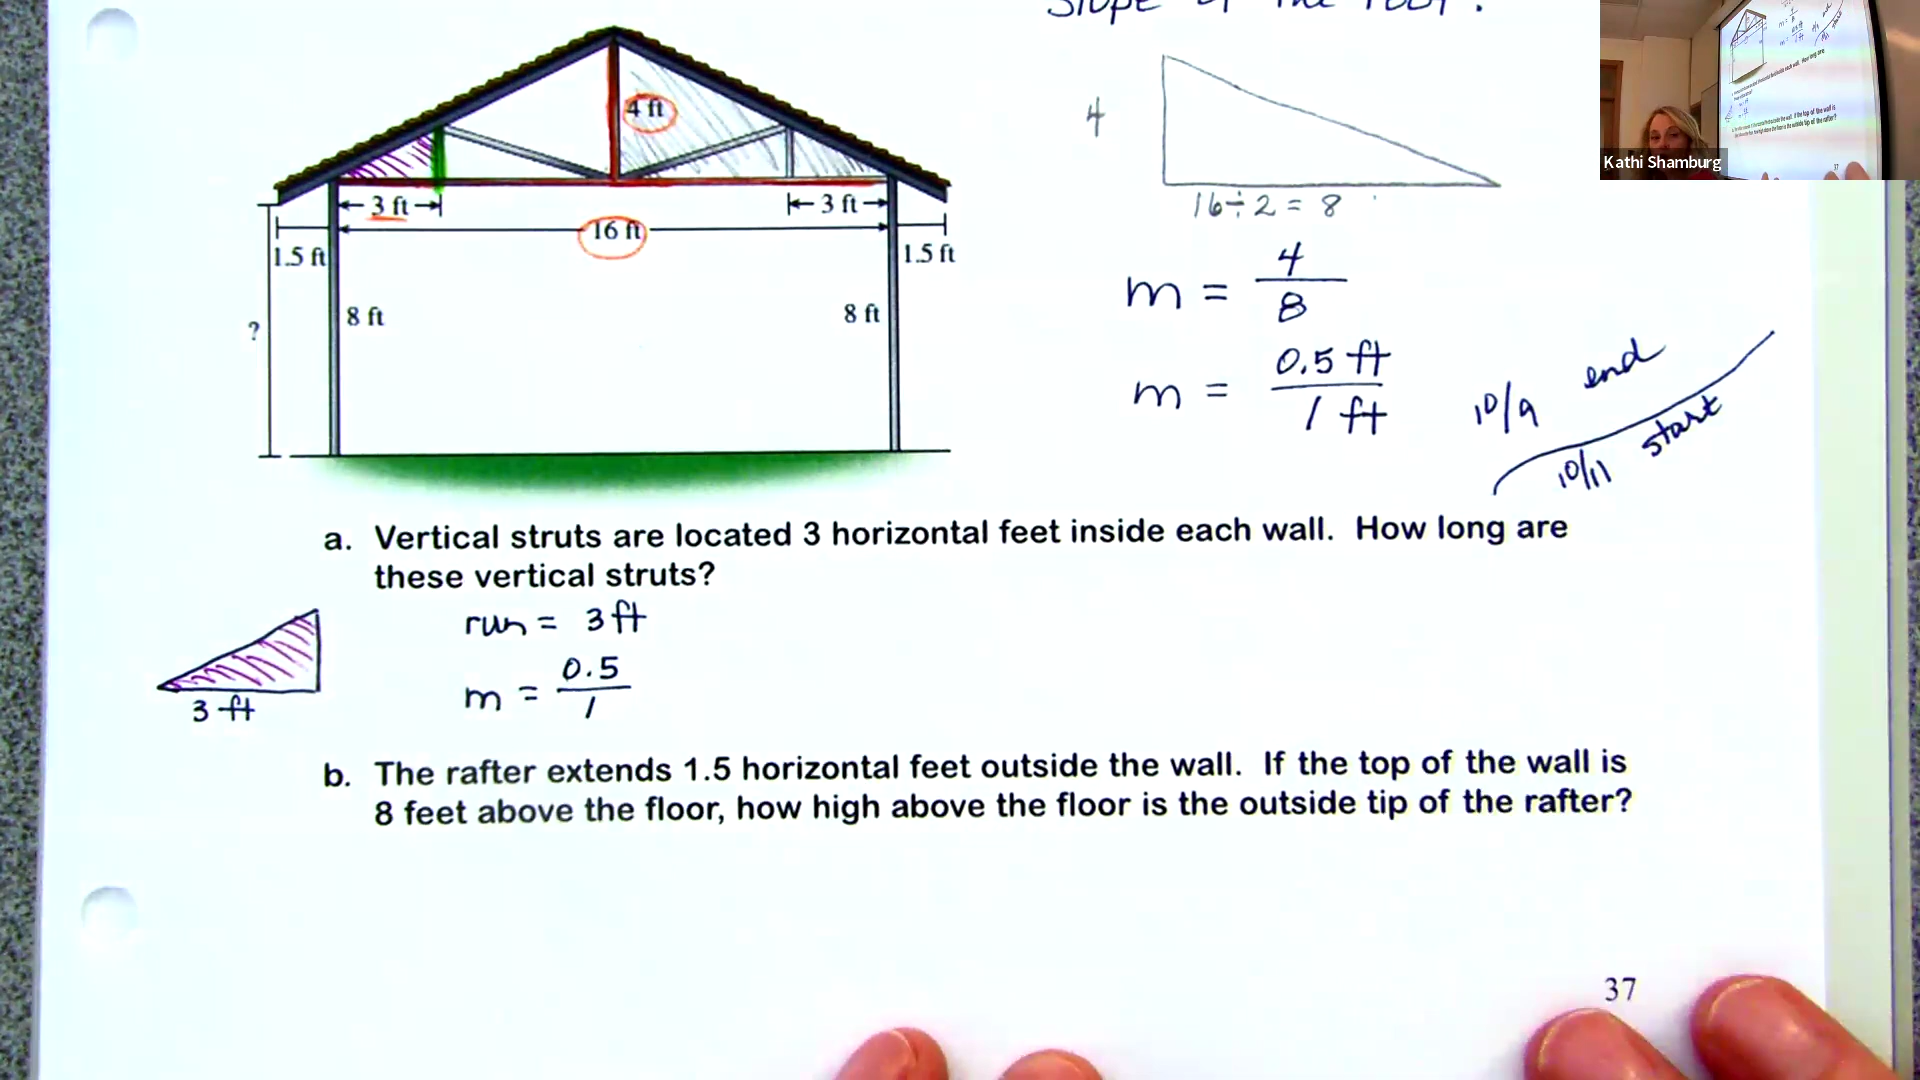 slope of the roof.
4 ft
3 ft
3 ft
16 ft
1.5 ft
1.5 ft
8 ft
8 ft
?
4
16÷2 = 8
m = 4/8
m = 0.5 ft / 1 ft
10/9 end
10/11 start
Kathi Shamburg
a. Vertical struts are located 3 horizontal feet inside each wall. How long are
these vertical struts?
run = 3 ft
m = 0.5/1
3 ft
b. The rafter extends 1.5 horizontal feet outside the wall. If the top of the wall is
8 feet above the floor, how high above the floor is the outside tip of the rafter?
37